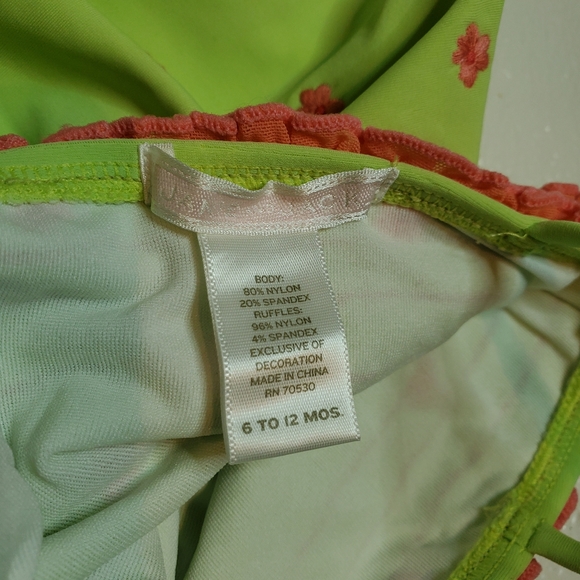 BODY:
80% NYLON
20% SPANDEX
RUFFLES:
96% NYLON
4% SPANDEX
EXCLUSIVE OF
DECORATION
MADE IN CHINA
RN 70530
6 TO 12 MOS.